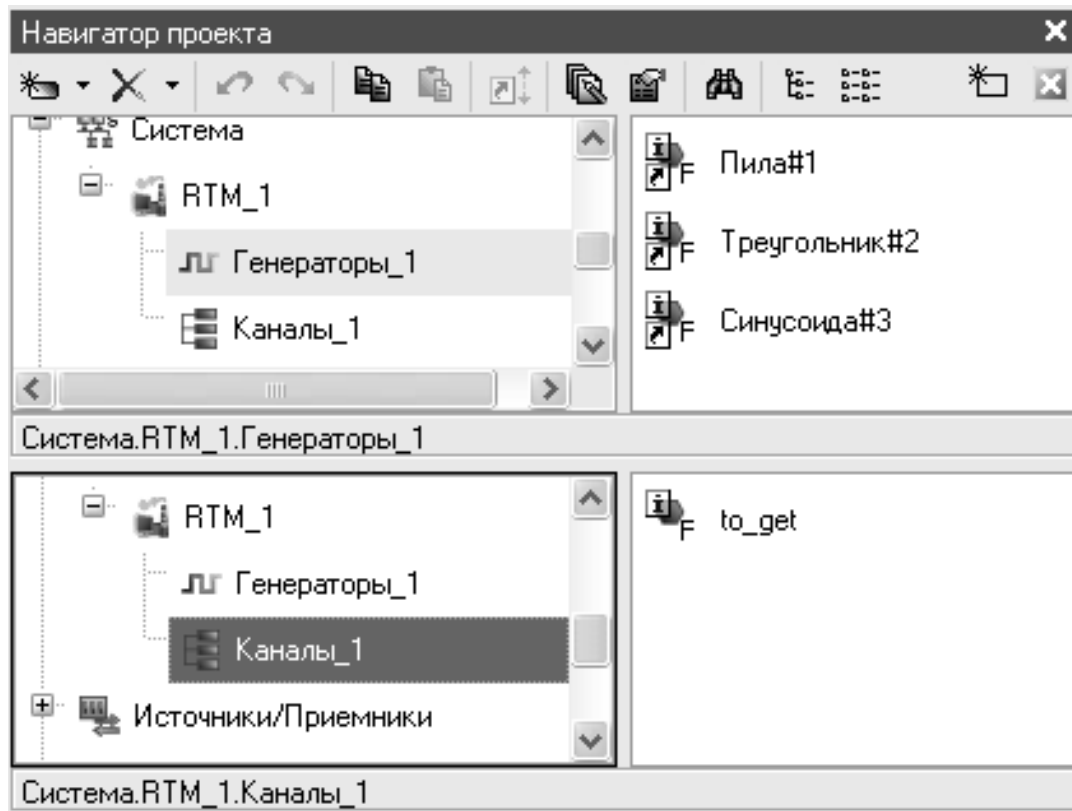 Навигатор проекта
Система
RTM_1
Генераторы_1
Каналы_1
Пила#1
Треугольник#2
Синусоида#3
Система.RTM_1.Генераторы_1
RTM_1
Генераторы_1
Каналы_1
Источники/Приемники
to_get
Система.RTM_1.Каналы_1